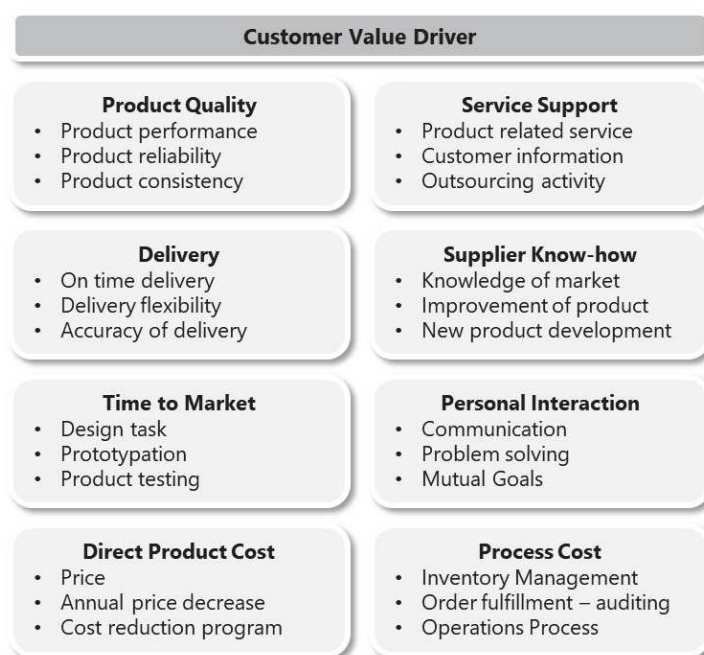 Customer Value Driver
Product Quality
• Product performance
• Product reliability
• Product consistency
Service Support
• Product related service
• Customer information
• Outsourcing activity
Delivery
• On time delivery
• Delivery flexibility
• Accuracy of delivery
Supplier Know-how
• Knowledge of market
• Improvement of product
• New product development
Time to Market
• Design task
• Prototypation
• Product testing
Personal Interaction
• Communication
• Problem solving
• Mutual Goals
Direct Product Cost
• Price
• Annual price decrease
• Cost reduction program
Process Cost
• Inventory Management
• Order fulfillment – auditing
• Operations Process